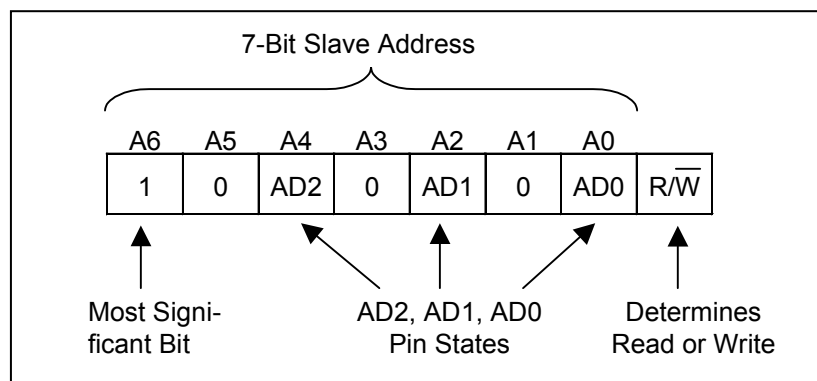 7-Bit Slave Address
A6 A5 A4 A3 A2 A1 A0
1 0 AD2 0 AD1 0 AD0 R/W̅
Most Signi- AD2, AD1, AD0 Determines
ficant Bit Pin States Read or Write